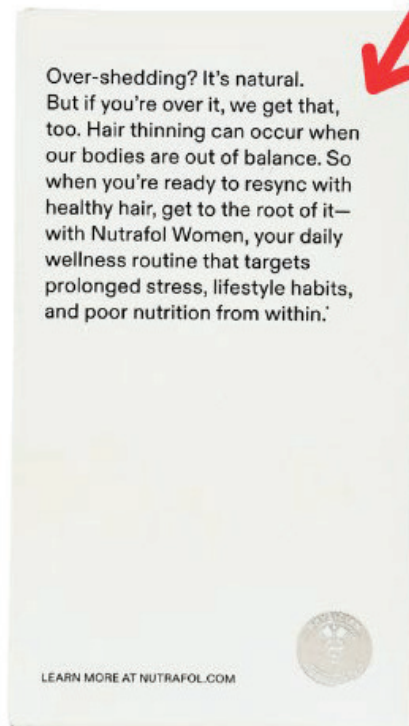 Over-shedding? It's natural.
But if you're over it, we get that,
too. Hair thinning can occur when
our bodies are out of balance. So
when you're ready to resync with
healthy hair, get to the root of it—
with Nutrafol Women, your daily
wellness routine that targets
prolonged stress, lifestyle habits,
and poor nutrition from within.*
LEARN MORE AT NUTRAFOL.COM